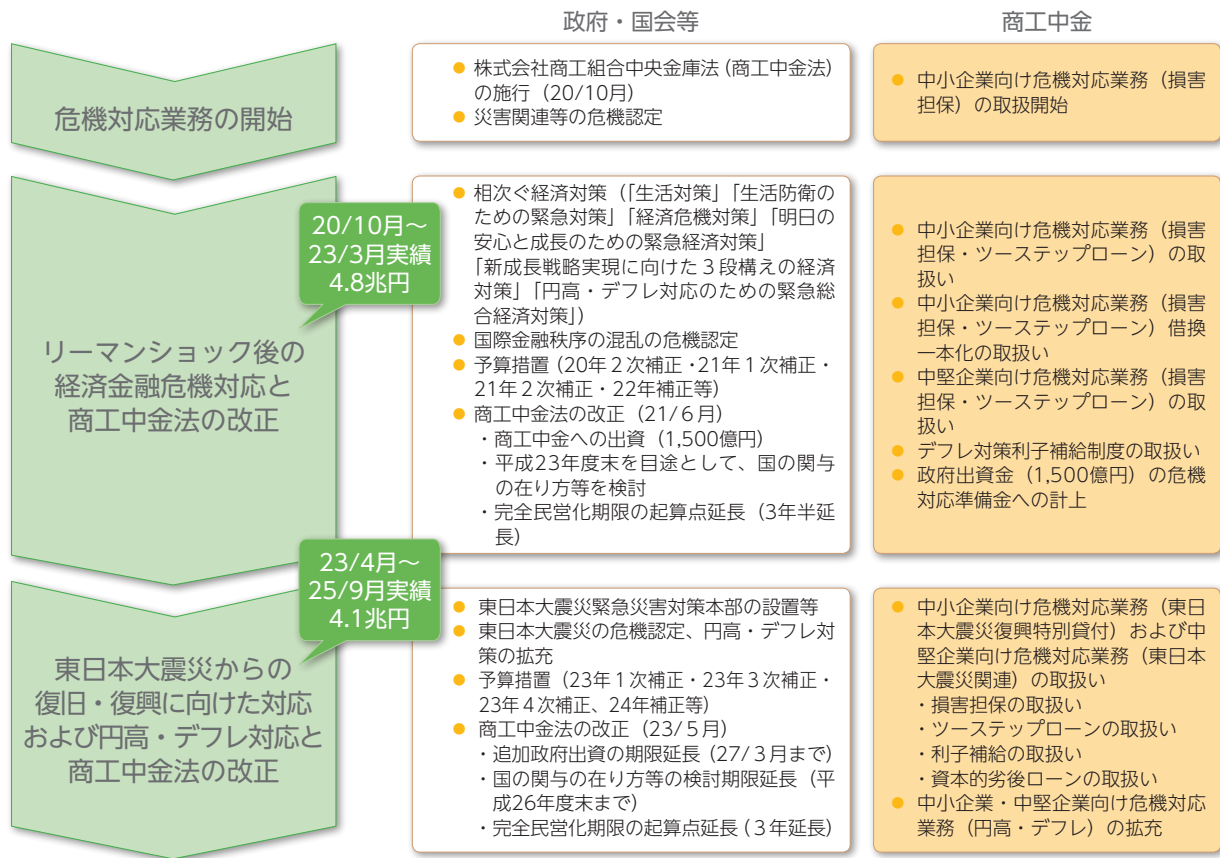 政府・国会等
商工中金
危機対応業務の開始
● 株式会社商工組合中央金庫法（商工中金法）
の施行（20/10月）
● 災害関連等の危機認定
● 中小企業向け危機対応業務（損害
担保）の取扱開始
20/10月～
23/3月実績
4.8兆円
リーマンショック後の
経済金融危機対応と
商工中金法の改正
● 相次ぐ経済対策（「生活対策」「生活防衛の
ための緊急対策」「経済危機対策」「明日の
安心と成長のための緊急経済対策」
「新成長戦略実現に向けた３段構えの経済
対策」「円高・デフレ対応のための緊急総
合経済対策」）
● 国際金融秩序の混乱の危機認定
● 予算措置（20年２次補正・21年１次補正・
21年２次補正・22年補正等）
● 商工中金法の改正（21/６月）
・商工中金への出資（1,500億円）
・平成23年度末を目途として、国の関与
の在り方等を検討
・完全民営化期限の起算点延長（3年半延
長）
● 中小企業向け危機対応業務（損害
担保・ツーステップローン）の取
扱い
● 中小企業向け危機対応業務（損害
担保・ツーステップローン）借換
一本化の取扱い
● 中堅企業向け危機対応業務（損害
担保・ツーステップローン）の取
扱い
● デフレ対策利子補給制度の取扱い
● 政府出資金（1,500億円）の危機
対応準備金への計上
23/4月～
25/9月実績
4.1兆円
東日本大震災からの
復旧・復興に向けた対応
および円高・デフレ対応と
商工中金法の改正
● 東日本大震災緊急災害対策本部の設置等
● 東日本大震災の危機認定、円高・デフレ対
策の拡充
● 予算措置（23年１次補正・23年３次補正・
23年４次補正、24年補正等）
● 商工中金法の改正（23/５月）
・追加政府出資の期限延長（27/３月まで）
・国の関与の在り方等の検討期限延長（平
成26年度末まで）
・完全民営化期限の起算点延長（３年延長）
● 中小企業向け危機対応業務（東日
本大震災復興特別貸付）および中
堅企業向け危機対応業務（東日本
大震災関連）の取扱い
・損害担保の取扱い
・ツーステップローンの取扱い
・利子補給の取扱い
・資本的劣後ローンの取扱い
● 中小企業・中堅企業向け危機対応
業務（円高・デフレ）の拡充